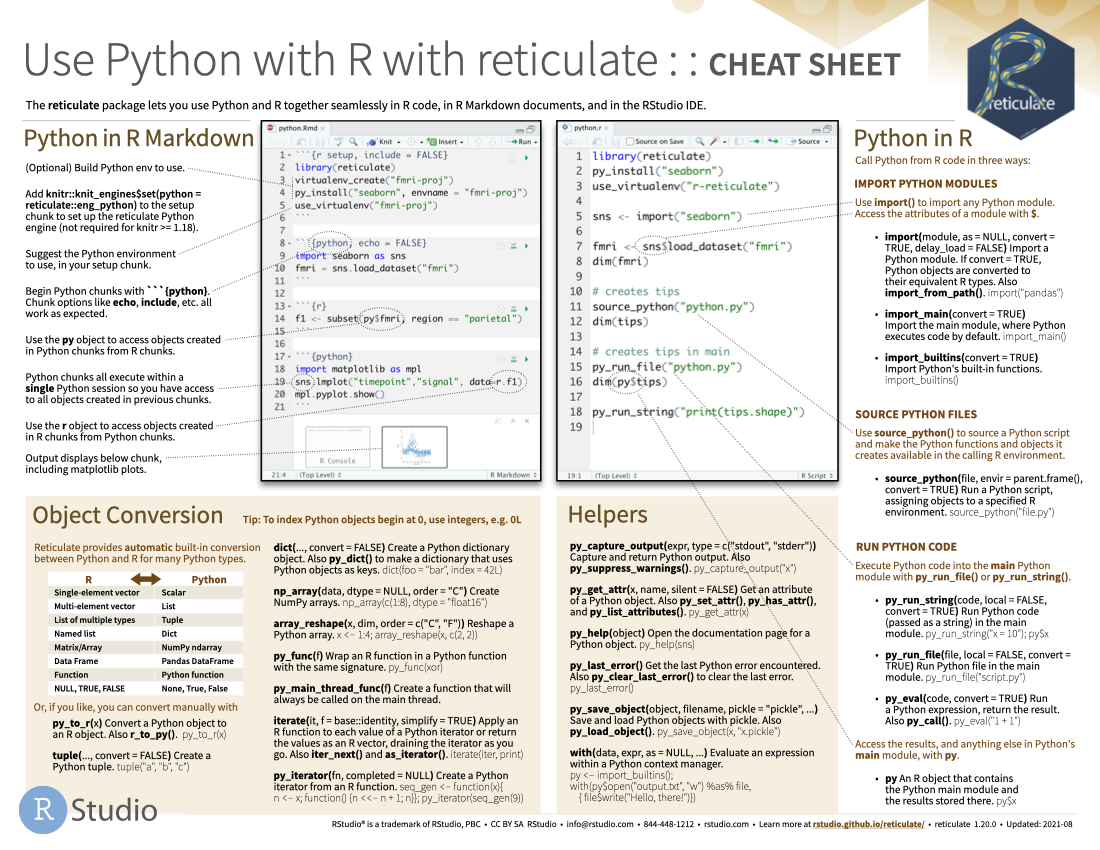 Use Python with R with reticulate : : CHEAT SHEET
reticulate
The reticulate package lets you use Python and R together seamlessly in R code, in R Markdown documents, and in the RStudio IDE.
Python in R Markdown
(Optional) Build Python env to use.
Add knitr::knit_engines$set(python =
reticulate::eng_python) to the setup
chunk to set up the reticulate Python
engine (not required for knitr >= 1.18).
Suggest the Python environment
to use, in your setup chunk.
Begin Python chunks with ```{python}.
Chunk options like echo, include, etc. all
work as expected.
Use the py object to access objects created
in Python chunks from R chunks.
Python chunks all execute within a
single Python session so you have access
to all objects created in previous chunks.
Use the r object to access objects created
in R chunks from Python chunks.
Output displays below chunk,
including matplotlib plots.
python.Rmd
Knit Insert Run
1 ```{r setup, include = FALSE}
2 library(reticulate)
3 virtualenv_create("fmri-proj")
4 py_install("seaborn", envname = "fmri-proj")
5 use_virtualenv("fmri-proj")
6 ```
7
8 ```{python, echo = FALSE}
9 import seaborn as sns
10 fmri = sns.load_dataset("fmri")
11 ```
12
13 ```{r}
14 f1 <- subset(py$fmri, region == "parietal")
15 ```
16
17 ```{python}
18 import matplotlib as mpl
19 sns.lmplot("timepoint","signal", data=r.f1)
20 mpl.pyplot.show()
21 ```
R Console
21:4 (Top Level) R Markdown
python.r
Source on Save Source
1 library(reticulate)
2 py_install("seaborn")
3 use_virtualenv("r-reticulate")
4
5 sns <- import("seaborn")
6
7 fmri <- sns$load_dataset("fmri")
8 dim(fmri)
9
10 # creates tips
11 source_python("python.py")
12 dim(tips)
13
14 # creates tips in main
15 py_run_file("python.py")
16 dim(py$tips)
17
18 py_run_string("print(tips.shape)")
19
19:1 (Top Level) R Script
Python in R
Call Python from R code in three ways:
IMPORT PYTHON MODULES
Use import() to import any Python module.
Access the attributes of a module with $.
• import(module, as = NULL, convert =
TRUE, delay_load = FALSE) Import a
Python module. If convert = TRUE,
Python objects are converted to
their equivalent R types. Also
import_from_path(). import("pandas")
• import_main(convert = TRUE)
Import the main module, where Python
executes code by default. import_main()
• import_builtins(convert = TRUE)
Import Python's built-in functions.
import_builtins()
SOURCE PYTHON FILES
Use source_python() to source a Python script
and make the Python functions and objects it
creates available in the calling R environment.
• source_python(file, envir = parent.frame(),
convert = TRUE) Run a Python script,
assigning objects to a specified R
environment. source_python("file.py")
RUN PYTHON CODE
Execute Python code into the main Python
module with py_run_file() or py_run_string().
• py_run_string(code, local = FALSE,
convert = TRUE) Run Python code
(passed as a string) in the main
module. py_run_string("x = 10"); py$x
• py_run_file(file, local = FALSE, convert =
TRUE) Run Python file in the main
module. py_run_file("script.py")
• py_eval(code, convert = TRUE) Run
a Python expression, return the result.
Also py_call(). py_eval("1 + 1")
Access the results, and anything else in Python's
main module, with py.
• py An R object that contains
the Python main module and
the results stored there. py$x
Object Conversion
Tip: To index Python objects begin at 0, use integers, e.g. 0L
Reticulate provides automatic built-in conversion
between Python and R for many Python types.
R Python
Single-element vector Scalar
Multi-element vector List
List of multiple types Tuple
Named list Dict
Matrix/Array NumPy ndarray
Data Frame Pandas DataFrame
Function Python function
NULL, TRUE, FALSE None, True, False
Or, if you like, you can convert manually with
py_to_r(x) Convert a Python object to
an R object. Also r_to_py(). py_to_r(x)
tuple(..., convert = FALSE) Create a
Python tuple. tuple("a", "b", "c")
dict(..., convert = FALSE) Create a Python dictionary
object. Also py_dict() to make a dictionary that uses
Python objects as keys. dict(foo = "bar", index = 42L)
np_array(data, dtype = NULL, order = "C") Create
NumPy arrays. np_array(c(1:8), dtype = "float16")
array_reshape(x, dim, order = c("C", "F")) Reshape a
Python array. x <- 1:4; array_reshape(x, c(2, 2))
py_func(f) Wrap an R function in a Python function
with the same signature. py_func(xor)
py_main_thread_func(f) Create a function that will
always be called on the main thread.
iterate(it, f = base::identity, simplify = TRUE) Apply an
R function to each value of a Python iterator or return
the values as an R vector, draining the iterator as you
go. Also iter_next() and as_iterator(). iterate(iter, print)
py_iterator(fn, completed = NULL) Create a Python
iterator from an R function. seq_gen <- function(x){
n <- x; function() {n <<- n + 1; n}}; py_iterator(seq_gen(9))
Helpers
py_capture_output(expr, type = c("stdout", "stderr"))
Capture and return Python output. Also
py_suppress_warnings(). py_capture_output("x")
py_get_attr(x, name, silent = FALSE) Get an attribute
of a Python object. Also py_set_attr(), py_has_attr(),
and py_list_attributes(). py_get_attr(x)
py_help(object) Open the documentation page for a
Python object. py_help(sns)
py_last_error() Get the last Python error encountered.
Also py_clear_last_error() to clear the last error.
py_last_error()
py_save_object(object, filename, pickle = "pickle", ...)
Save and load Python objects with pickle. Also
py_load_object(). py_save_object(x, "x.pickle")
with(data, expr, as = NULL, ...) Evaluate an expression
within a Python context manager.
py <- import_builtins();
with(py$open("output.txt", "w") %as% file,
{ file$write("Hello, there!")})
R Studio
RStudio® is a trademark of RStudio, PBC • CC BY SA RStudio • info@rstudio.com • 844-448-1212 • rstudio.com • Learn more at rstudio.github.io/reticulate/ • reticulate 1.20.0 • Updated: 2021-08